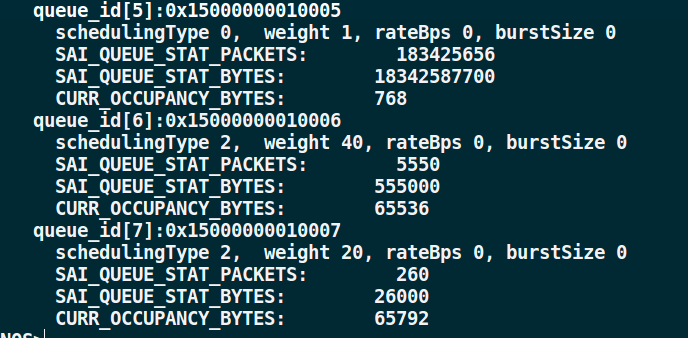 queue_id[5]:0x15000000010005
schedulingType 0, weight 1, rateBps 0, burstSize 0
SAI_QUEUE_STAT_PACKETS: 183425656
SAI_QUEUE_STAT_BYTES: 18342587700
CURR_OCCUPANCY_BYTES: 768
queue_id[6]:0x15000000010006
schedulingType 2, weight 40, rateBps 0, burstSize 0
SAI_QUEUE_STAT_PACKETS: 5550
SAI_QUEUE_STAT_BYTES: 555000
CURR_OCCUPANCY_BYTES: 65536
queue_id[7]:0x15000000010007
schedulingType 2, weight 20, rateBps 0, burstSize 0
SAI_QUEUE_STAT_PACKETS: 260
SAI_QUEUE_STAT_BYTES: 26000
CURR_OCCUPANCY_BYTES: 65792